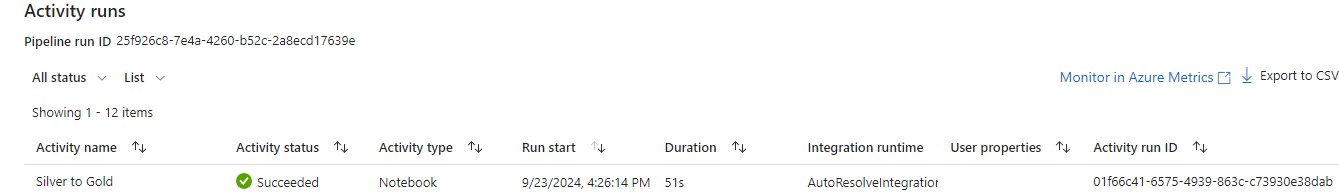 Activity runs
Pipeline run ID 25f926c8-7e4a-4260-b52c-2a8ecd17639e
All status List Monitor in Azure Metrics Export to CSV
Showing 1 - 12 items
Activity name Activity status Activity type Run start Duration Integration runtime User properties Activity run ID
Silver to Gold Succeeded Notebook 9/23/2024, 4:26:14 PM 51s AutoResolveIntegration 01f66c41-6575-4939-863c-c73930e38dab